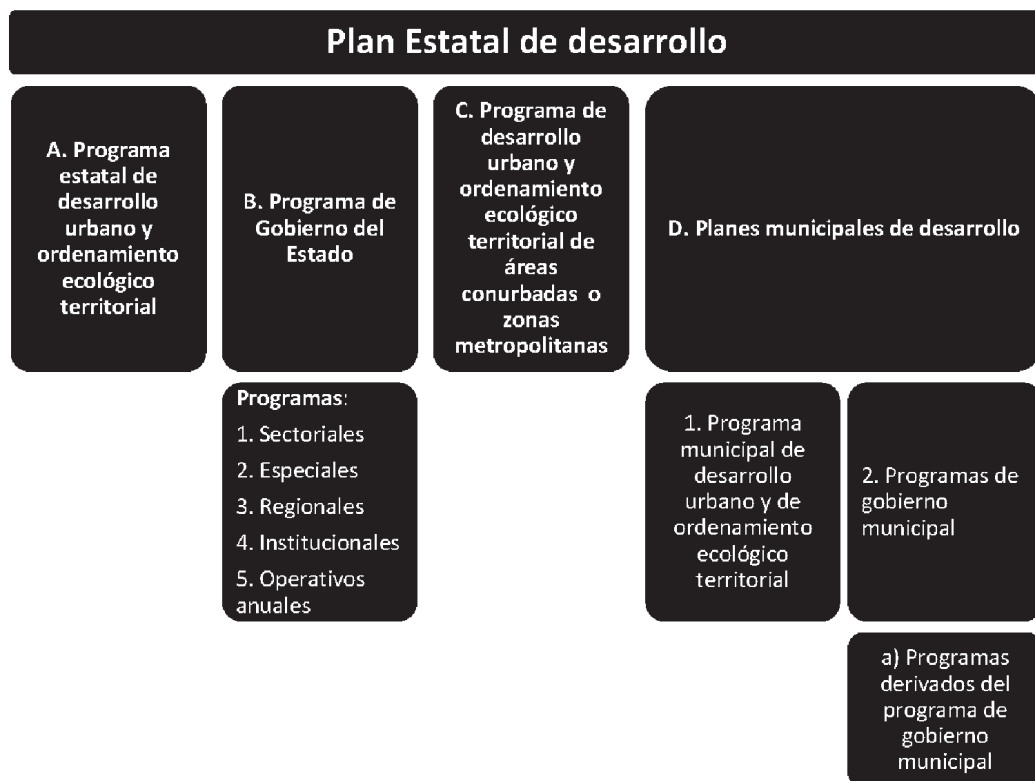 Plan Estatal de desarrollo
A. Programa
estatal de
desarrollo
urbano y
ordenamiento
ecológico
territorial
B. Programa de
Gobierno del
Estado
C. Programa de
desarrollo
urbano y
ordenamiento
ecológico
territorial de
áreas
conurbadas o
zonas
metropolitanas
D. Planes municipales de desarrollo
Programas:
1. Sectoriales
2. Especiales
3. Regionales
4. Institucionales
5. Operativos
anuales
1. Programa
municipal de
desarrollo
urbano y de
ordenamiento
ecológico
territorial
2. Programas de
gobierno
municipal
a) Programas
derivados del
programa de
gobierno
municipal